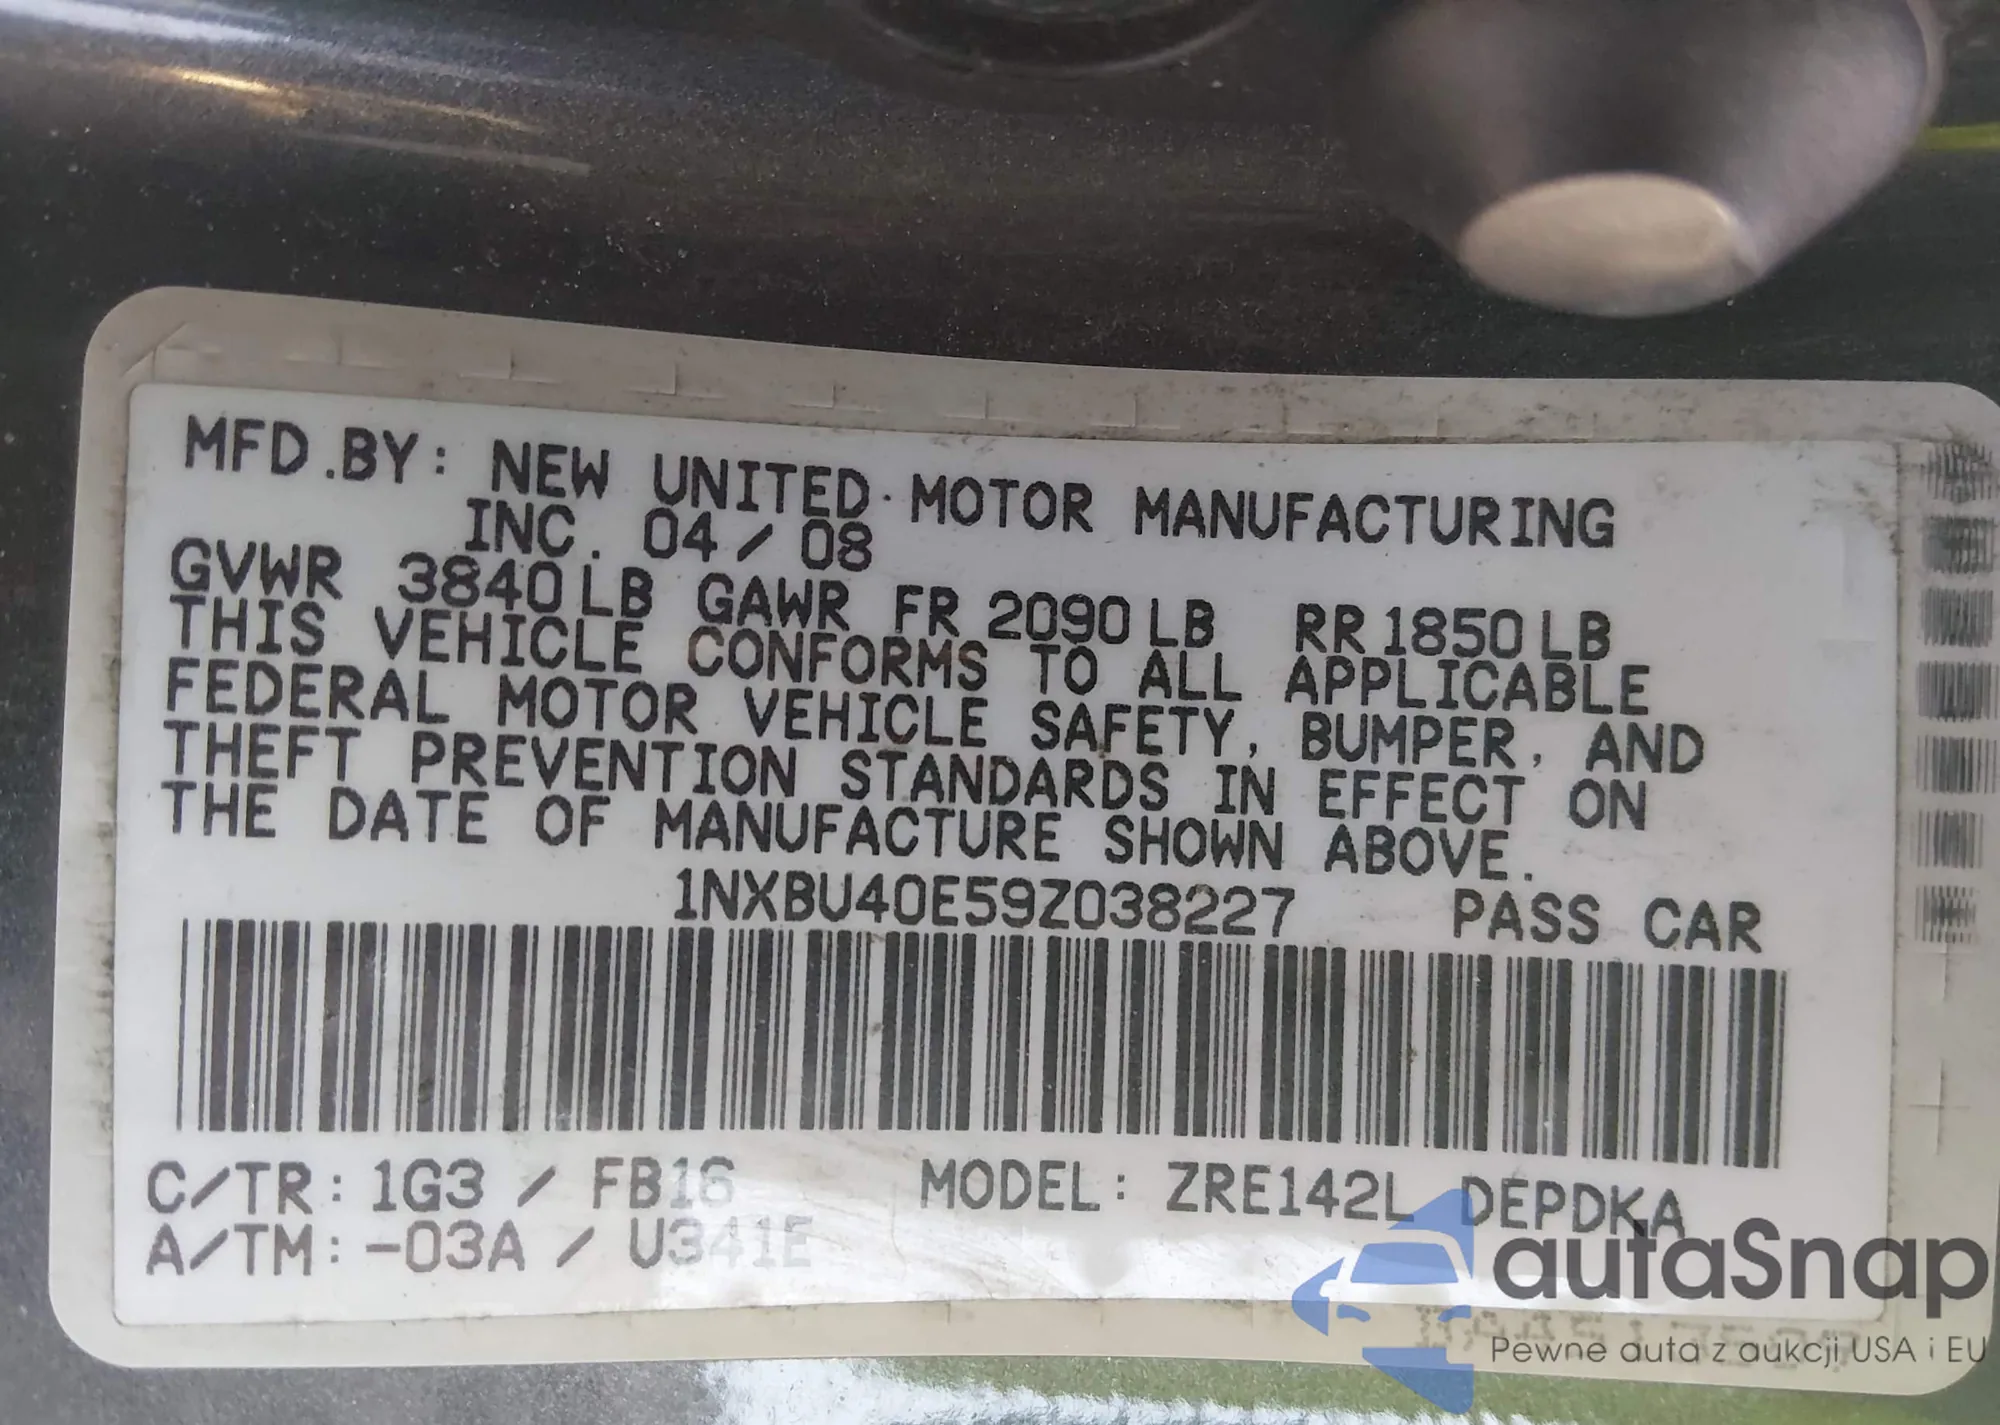 MFD.BY: NEW UNITED MOTOR MANUFACTURING
INC. 04/08
GVWR 3840LB GAWR FR 2090LB RR1850LB
THIS VEHICLE CONFORMS TO ALL APPLICABLE
FEDERAL MOTOR VEHICLE SAFETY, BUMPER, AND
THEFT PREVENTION STANDARDS IN EFFECT ON
THE DATE OF MANUFACTURE SHOWN ABOVE.
1NXBU40E59Z038227 PASS CAR
C/TR: 1G3 / FB16 MODEL: ZRE142L DEPDKA
A/TM: -03A / U341E
autaSnap
Pewne auta z aukcji USA i EU